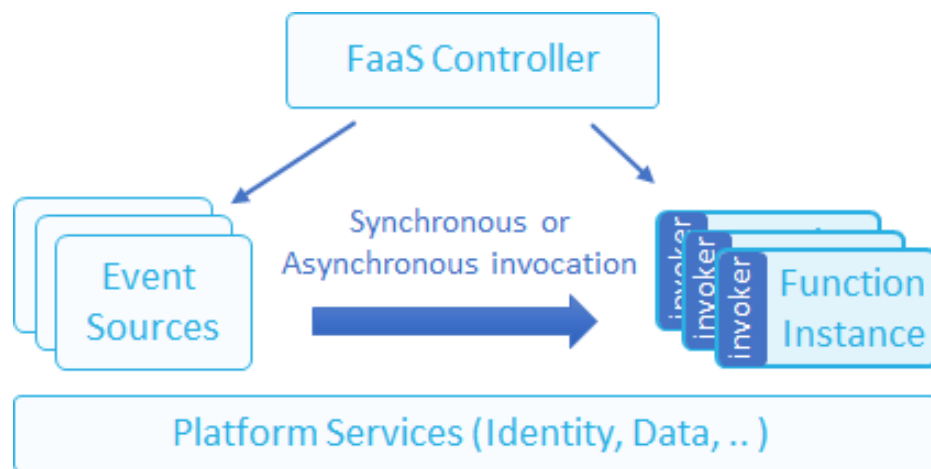 FaaS Controller
Synchronous or
Asynchronous invocation
Event
Sources
invoker
invoker
invoker
Function
Instance
Platform Services (Identity, Data, .. )